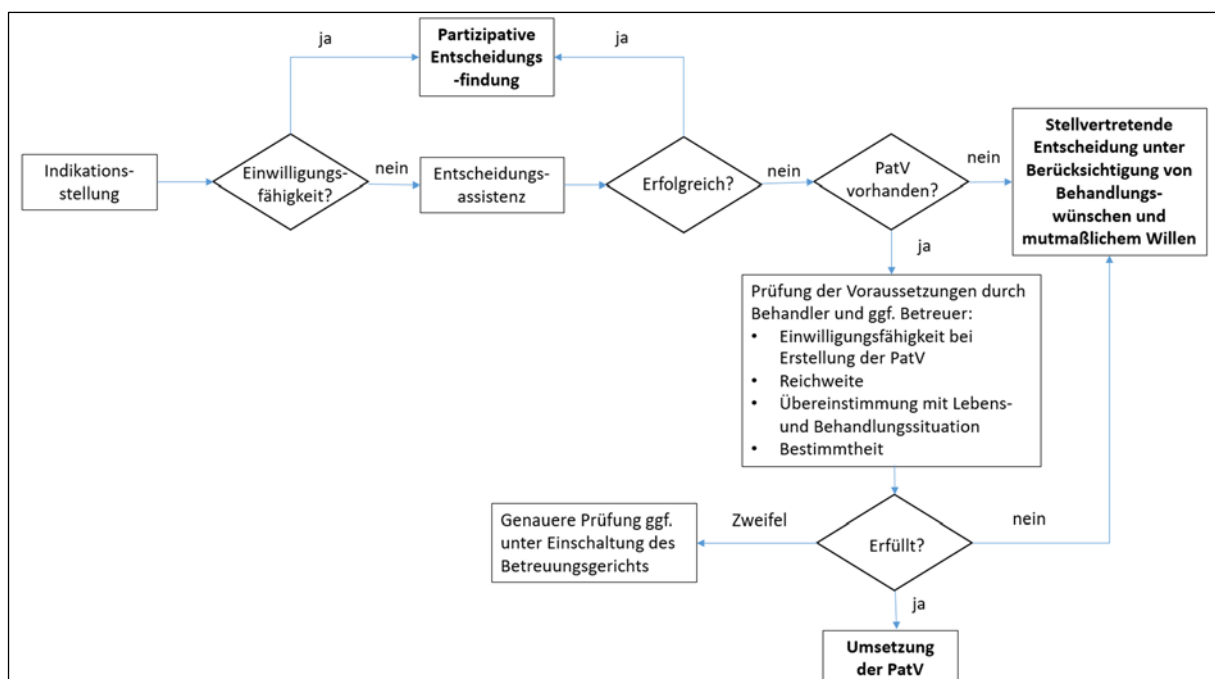 ja
Partizipative
Entscheidungs
-findung
ja
Indikations-
stellung
Einwilligungs-
fähigkeit?
nein
Entscheidungs-
assistenz
Erfolgreich?
nein
PatV
vorhanden?
nein
Stellvertretende
Entscheidung unter
Berücksichtigung von
Behandlungs-
wünschen und
mutmaßlichem Willen
ja
Prüfung der Voraussetzungen durch
Behandler und ggf. Betreuer:
• Einwilligungsfähigkeit bei
Erstellung der PatV
• Reichweite
• Übereinstimmung mit Lebens-
und Behandlungssituation
• Bestimmtheit
Genauere Prüfung ggf.
unter Einschaltung des
Betreuungsgerichts
Zweifel
Erfüllt?
nein
ja
Umsetzung
der PatV